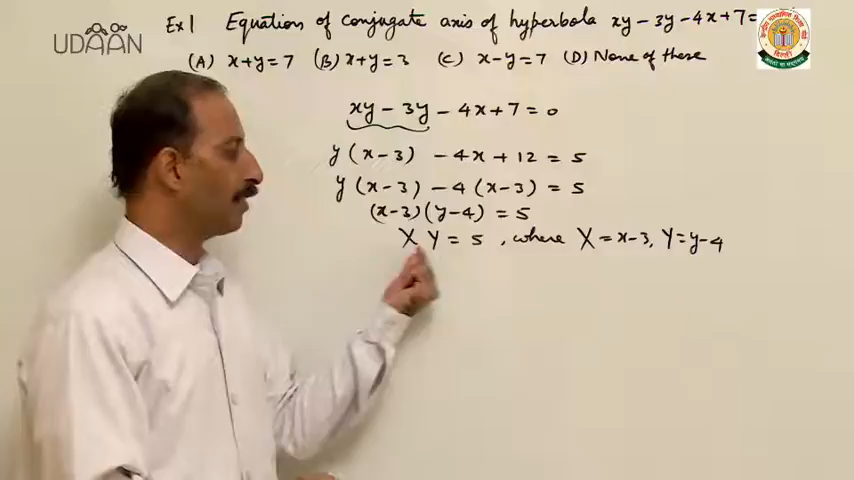 Ex 1 Equation of conjugate axis of hyperbola xy - 3y - 4x + 7 =
UDAAN
(A) x+y = 7 (B) x+y = 3 (C) x-y = 7 (D) None of these
xy - 3y - 4x + 7 = 0
y(x-3) - 4x + 12 = 5
y(x-3) - 4(x-3) = 5
(x-3)(y-4) = 5
X Y = 5 , where X = x-3, Y = y-4